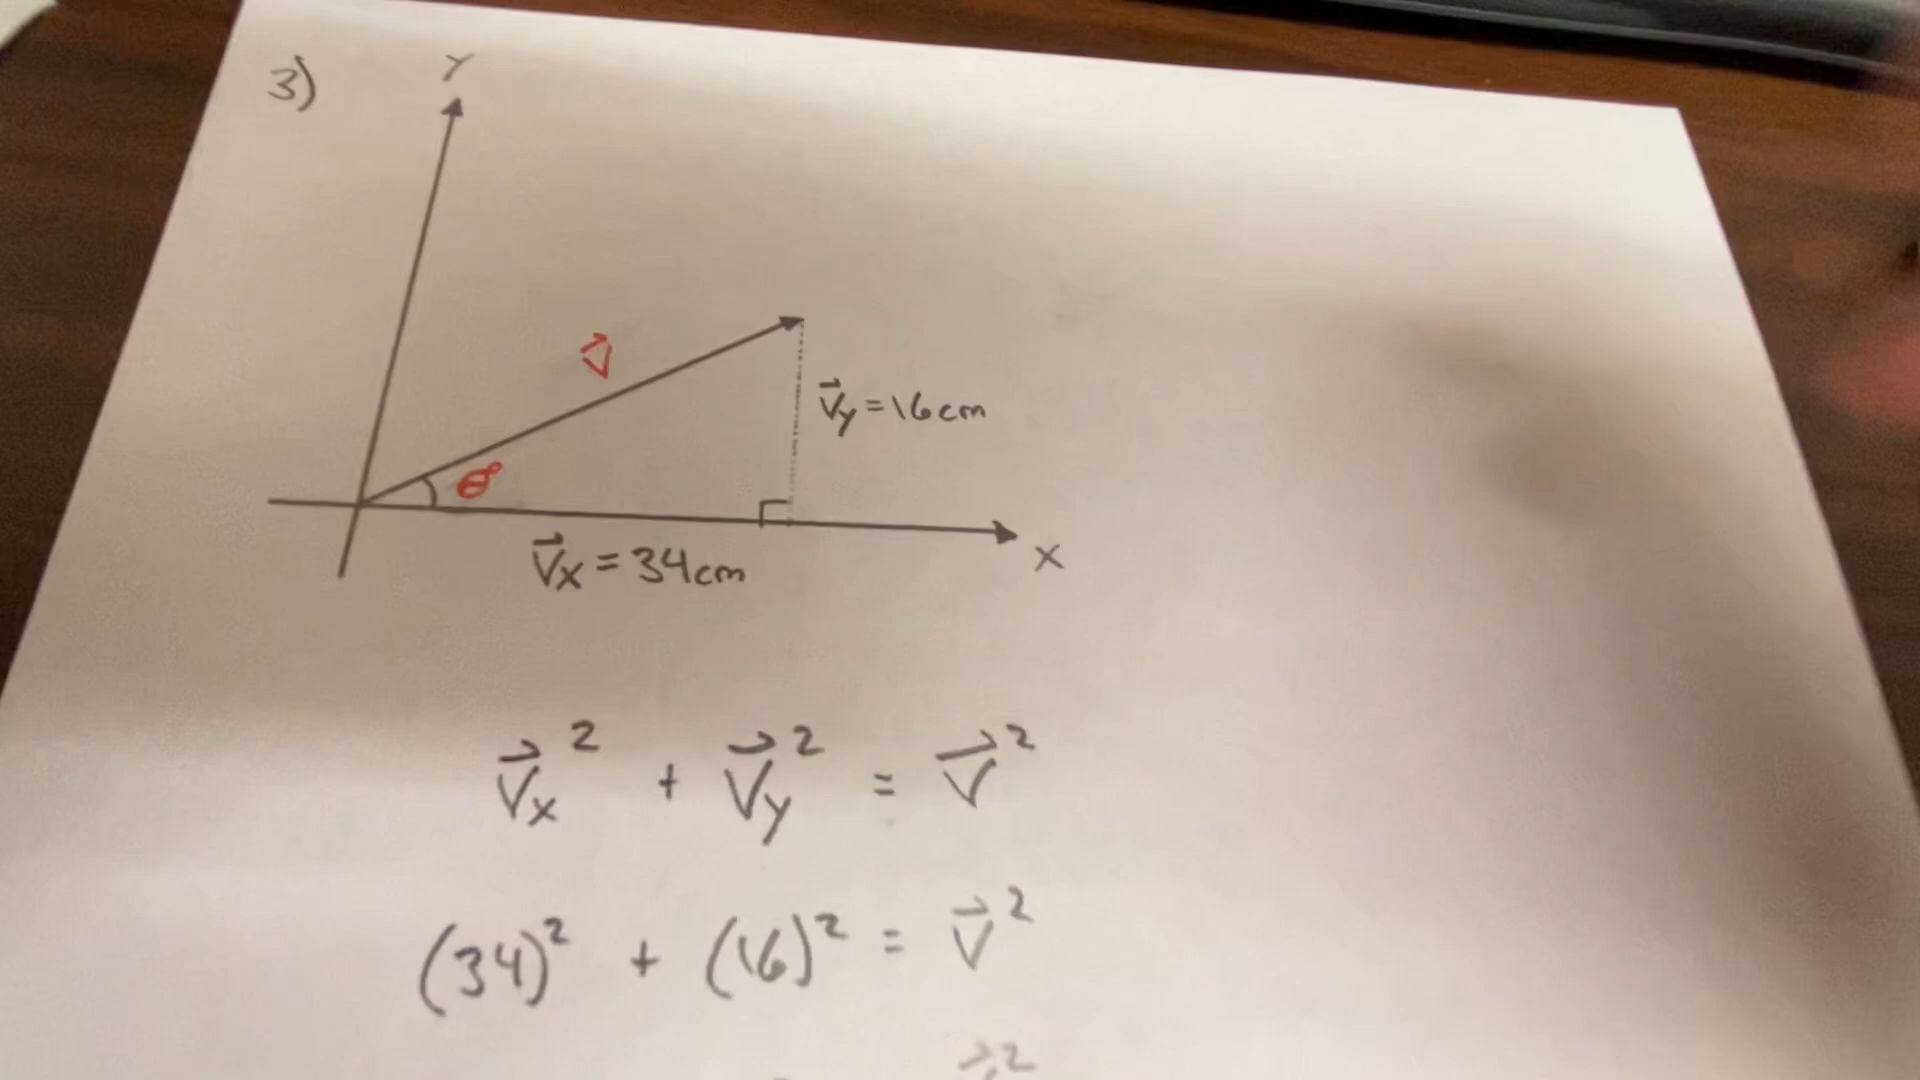 3)
Y
V⃗
V⃗y = 16cm
θ°
V⃗x = 34cm
X
V⃗x² + V⃗y² = V⃗²
(34)² + (16)² = V⃗²